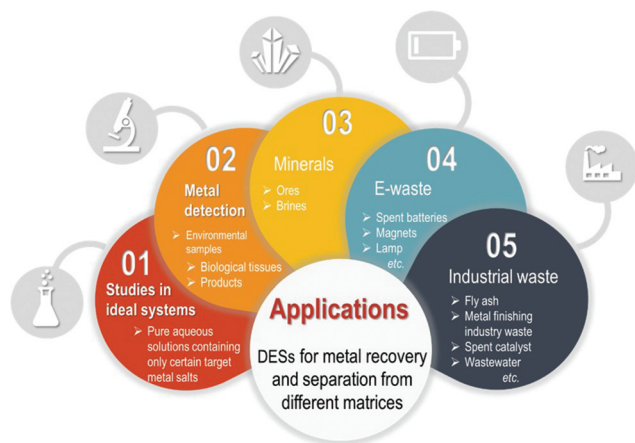 01
Studies in
ideal systems
➢ Pure aqueous
solutions containing
only certain target
metal salts
02
Metal
detection
➢ Environmental
samples
➢ Biological tissues
➢ Products
03
Minerals
➢ Ores
➢ Brines
04
E-waste
➢ Spent batteries
➢ Magnets
➢ Lamp
etc.
05
Industrial waste
➢ Fly ash
➢ Metal finishing
industry waste
➢ Spent catalyst
➢ Wastewater
etc.
Applications
DESs for metal recovery
and separation from
different matrices